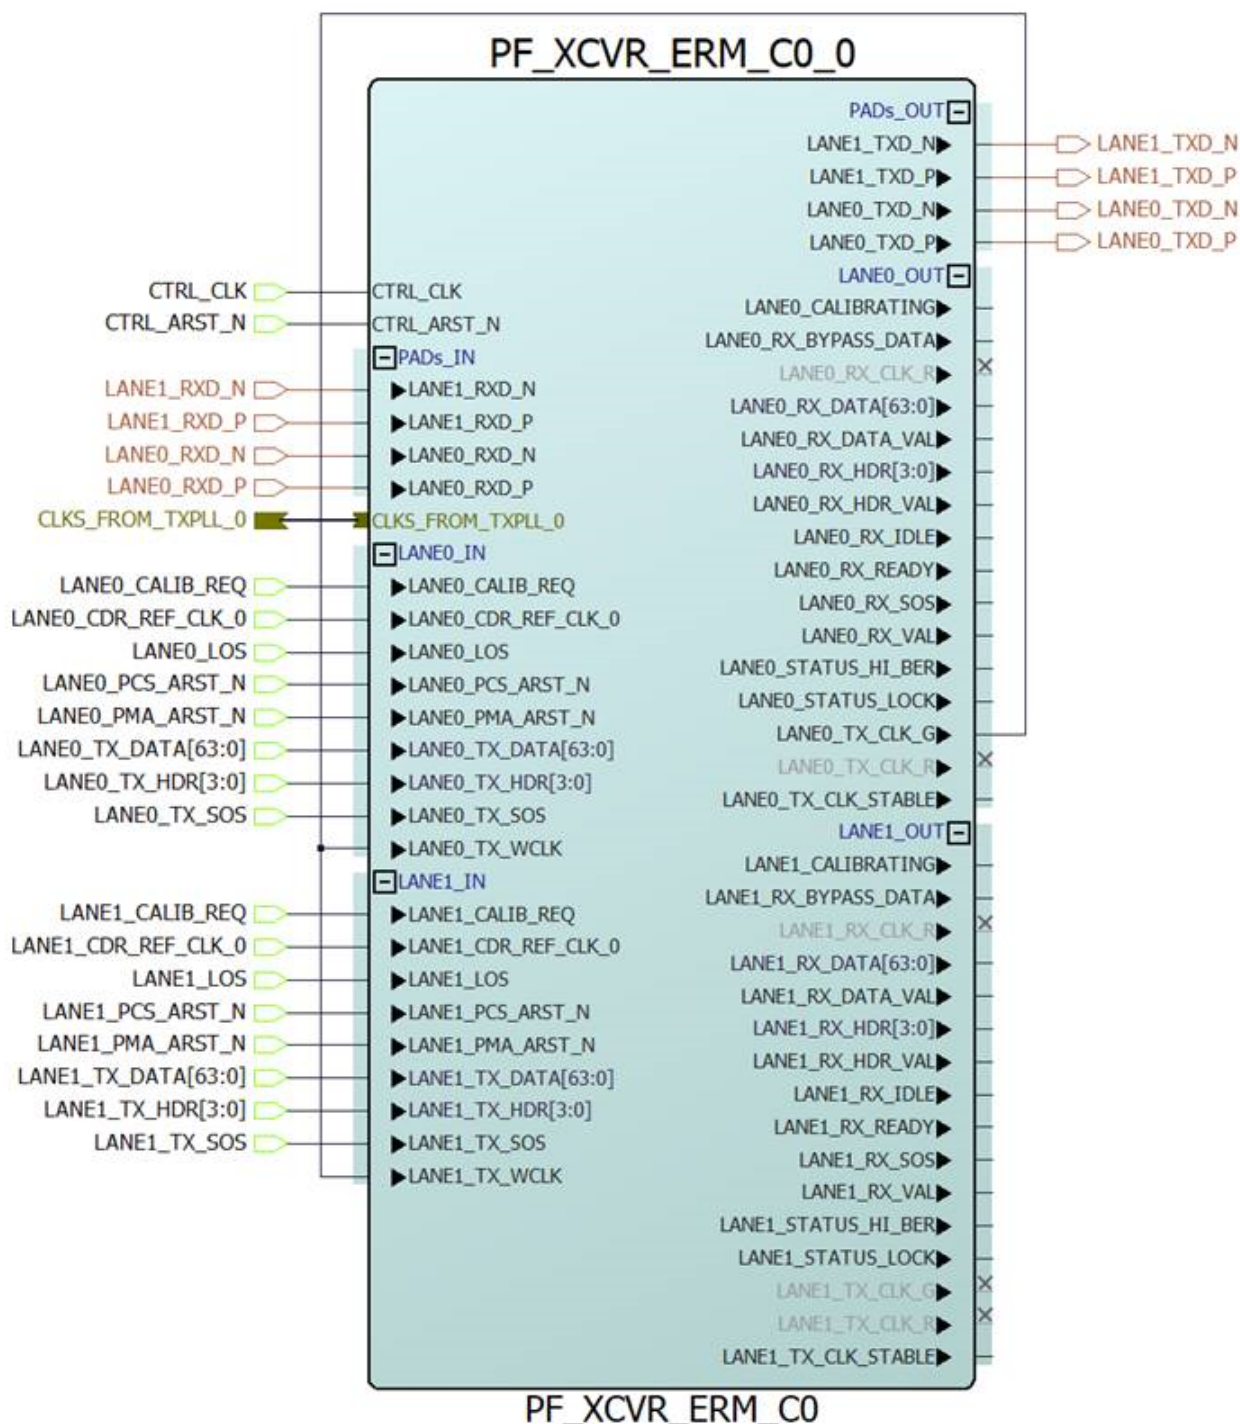 PF_XCVR_ERM_C0_0
PADs_OUT
LANE1_TXD_N LANE1_TXD_N
LANE1_TXD_P LANE1_TXD_P
LANE0_TXD_N LANE0_TXD_N
LANE0_TXD_P LANE0_TXD_P
LANE0_OUT
CTRL_CLK CTRL_CLK
LANE0_CALIBRATING
CTRL_ARST_N CTRL_ARST_N
LANE0_RX_BYPASS_DATA
PADs_IN
LANE0_RX_CLK_R
LANE1_RXD_N LANE1_RXD_N
LANE0_RX_DATA[63:0]
LANE1_RXD_P LANE1_RXD_P
LANE0_RX_DATA_VAL
LANE0_RXD_N LANE0_RXD_N
LANE0_RX_HDR[3:0]
LANE0_RXD_P LANE0_RXD_P
LANE0_RX_HDR_VAL
CLKS_FROM_TXPLL_0 CLKS_FROM_TXPLL_0
LANE0_RX_IDLE
LANE0_IN
LANE0_RX_READY
LANE0_CALIB_REQ LANE0_CALIB_REQ
LANE0_RX_SOS
LANE0_CDR_REF_CLK_0 LANE0_CDR_REF_CLK_0
LANE0_RX_VAL
LANE0_LOS LANE0_LOS
LANE0_STATUS_HI_BER
LANE0_PCS_ARST_N LANE0_PCS_ARST_N
LANE0_STATUS_LOCK
LANE0_PMA_ARST_N LANE0_PMA_ARST_N
LANE0_TX_CLK_G
LANE0_TX_DATA[63:0] LANE0_TX_DATA[63:0]
LANE0_TX_CLK_R
LANE0_TX_HDR[3:0] LANE0_TX_HDR[3:0]
LANE0_TX_CLK_STABLE
LANE0_TX_SOS LANE0_TX_SOS
LANE1_OUT
LANE0_TX_WCLK
LANE1_CALIBRATING
LANE1_IN
LANE1_RX_BYPASS_DATA
LANE1_CALIB_REQ LANE1_CALIB_REQ
LANE1_RX_CLK_R
LANE1_CDR_REF_CLK_0 LANE1_CDR_REF_CLK_0
LANE1_RX_DATA[63:0]
LANE1_LOS LANE1_LOS
LANE1_RX_DATA_VAL
LANE1_PCS_ARST_N LANE1_PCS_ARST_N
LANE1_RX_HDR[3:0]
LANE1_PMA_ARST_N LANE1_PMA_ARST_N
LANE1_RX_HDR_VAL
LANE1_TX_DATA[63:0] LANE1_TX_DATA[63:0]
LANE1_RX_IDLE
LANE1_TX_HDR[3:0] LANE1_TX_HDR[3:0]
LANE1_RX_READY
LANE1_TX_SOS LANE1_TX_SOS
LANE1_RX_SOS
LANE1_TX_WCLK
LANE1_RX_VAL
LANE1_STATUS_HI_BER
LANE1_STATUS_LOCK
LANE1_TX_CLK_G
LANE1_TX_CLK_R
LANE1_TX_CLK_STABLE
PF_XCVR_ERM_C0